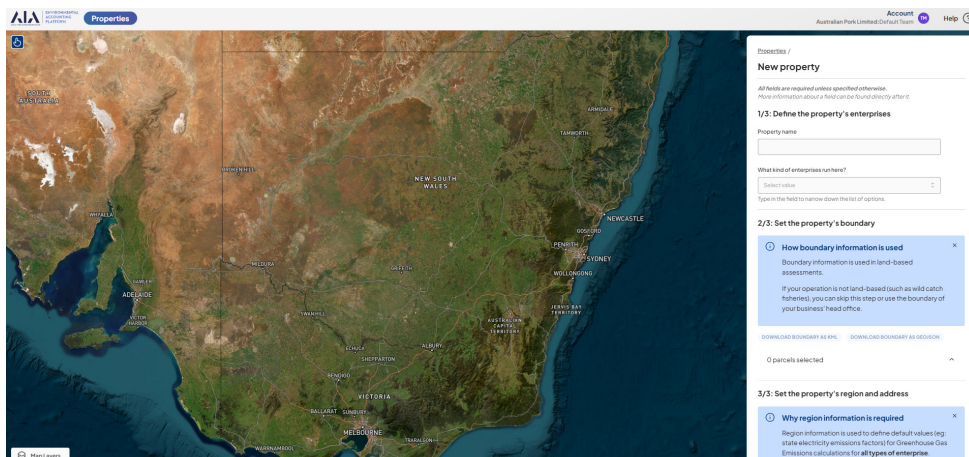 AIA
ENVIRONMENTAL
ACCOUNTING
PLATFORM
Properties
Account
Australian Pork Limited: Default Team
TM
Help
SOUTH
AUSTRALIA
ARMIDALE
TAMWORTH
BROKEN HILL
NEW SOUTH
WALES
WHYALLA
NEWCASTLE
GOSFORD
PENRITH
SYDNEY
MILDURA
GRIFFITH
WOLLONGONG
GAWLER
ADELAIDE
JERVIS BAY
TERRITORY
VICTOR
HARBOR
SWAN HILL
AUSTRALIAN
CAPITAL
TERRITORY
ECHUCA
ALBURY
SHEPPARTON
BENDIGO
VICTORIA
BALLARAT
SUNBURY
MELBOURNE
TRARALGON
WARRNAMBOOL
Map Layers
Properties /
New property
All fields are required unless specified otherwise.
More information about a field can be found directly after it.
1/3: Define the property's enterprises
Property name
What kind of enterprises run here?
Select value
Type in the field to narrow down the list of options.
2/3: Set the property's boundary
How boundary information is used
Boundary information is used in land-based
assessments.
If your operation is not land-based (such as wild catch
fisheries), you can skip this step or use the boundary of
your business' head office.
DOWNLOAD BOUNDARY AS KML
DOWNLOAD BOUNDARY AS GEOJSON
0 parcels selected
3/3: Set the property's region and address
Why region information is required
Region information is used to define default values (eg:
state electricity emissions factors) for Greenhouse Gas
Emissions calculations for all types of enterprise.